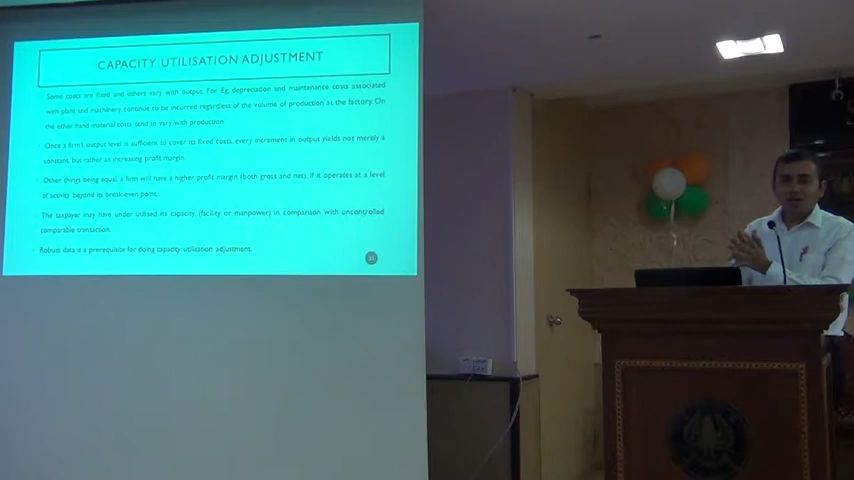 CAPACITY UTILISATION ADJUSTMENT
Some costs are fixed and others vary with output. For Eg. depreciation and maintenance costs associated
with plant and machinery continue to be incurred regardless of the volume of production at the factory. On
the other hand material costs tend to vary with production.
Once a firm's output level is sufficient to cover its fixed costs, every increment in output yields not merely a
constant, but rather an increasing profit margin.
Other things being equal, a firm will have a higher profit margin (both gross and net), if it operates at a level
of activity beyond its break-even point.
The taxpayer may have under utilised its capacity (facility or manpower) in comparison with uncontrolled
comparable transaction.
Robust data is a prerequisite for doing capacity utilisation adjustment.